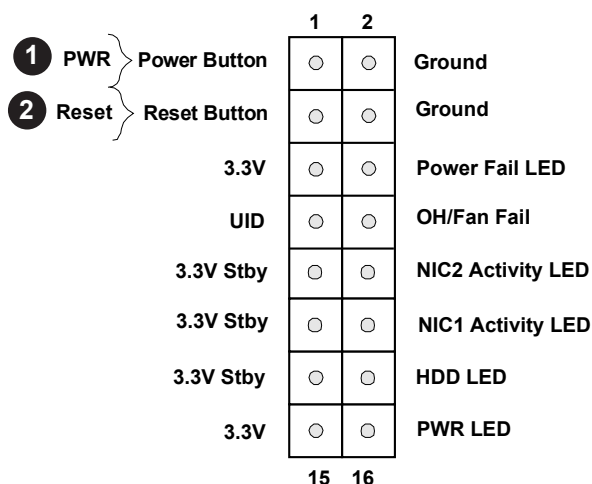 1 2
1 PWR Power Button Ground
2 Reset Reset Button Ground
3.3V Power Fail LED
UID OH/Fan Fail
3.3V Stby NIC2 Activity LED
3.3V Stby NIC1 Activity LED
3.3V Stby HDD LED
3.3V PWR LED
15 16